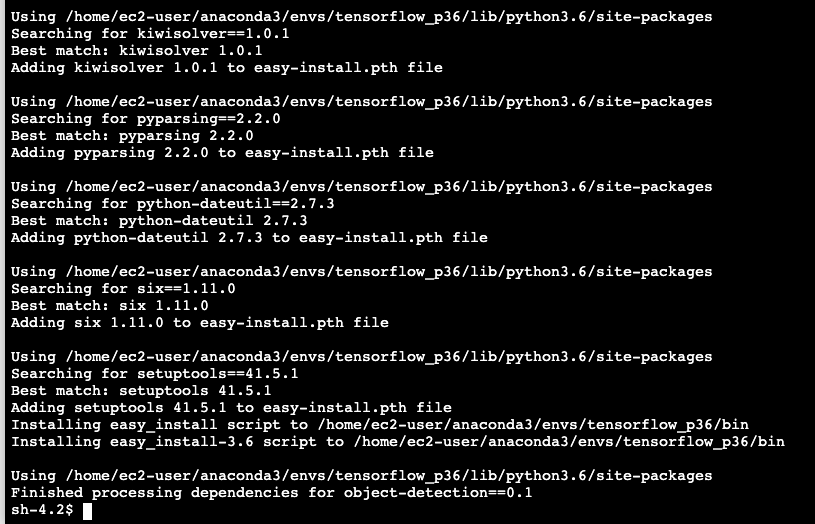 Using /home/ec2-user/anaconda3/envs/tensorflow_p36/lib/python3.6/site-packages
Searching for kiwisolver==1.0.1
Best match: kiwisolver 1.0.1
Adding kiwisolver 1.0.1 to easy-install.pth file
Using /home/ec2-user/anaconda3/envs/tensorflow_p36/lib/python3.6/site-packages
Searching for pyparsing==2.2.0
Best match: pyparsing 2.2.0
Adding pyparsing 2.2.0 to easy-install.pth file
Using /home/ec2-user/anaconda3/envs/tensorflow_p36/lib/python3.6/site-packages
Searching for python-dateutil==2.7.3
Best match: python-dateutil 2.7.3
Adding python-dateutil 2.7.3 to easy-install.pth file
Using /home/ec2-user/anaconda3/envs/tensorflow_p36/lib/python3.6/site-packages
Searching for six==1.11.0
Best match: six 1.11.0
Adding six 1.11.0 to easy-install.pth file
Using /home/ec2-user/anaconda3/envs/tensorflow_p36/lib/python3.6/site-packages
Searching for setuptools==41.5.1
Best match: setuptools 41.5.1
Adding setuptools 41.5.1 to easy-install.pth file
Installing easy_install script to /home/ec2-user/anaconda3/envs/tensorflow_p36/bin
Installing easy_install-3.6 script to /home/ec2-user/anaconda3/envs/tensorflow_p36/bin
Using /home/ec2-user/anaconda3/envs/tensorflow_p36/lib/python3.6/site-packages
Finished processing dependencies for object-detection==0.1
sh-4.2$